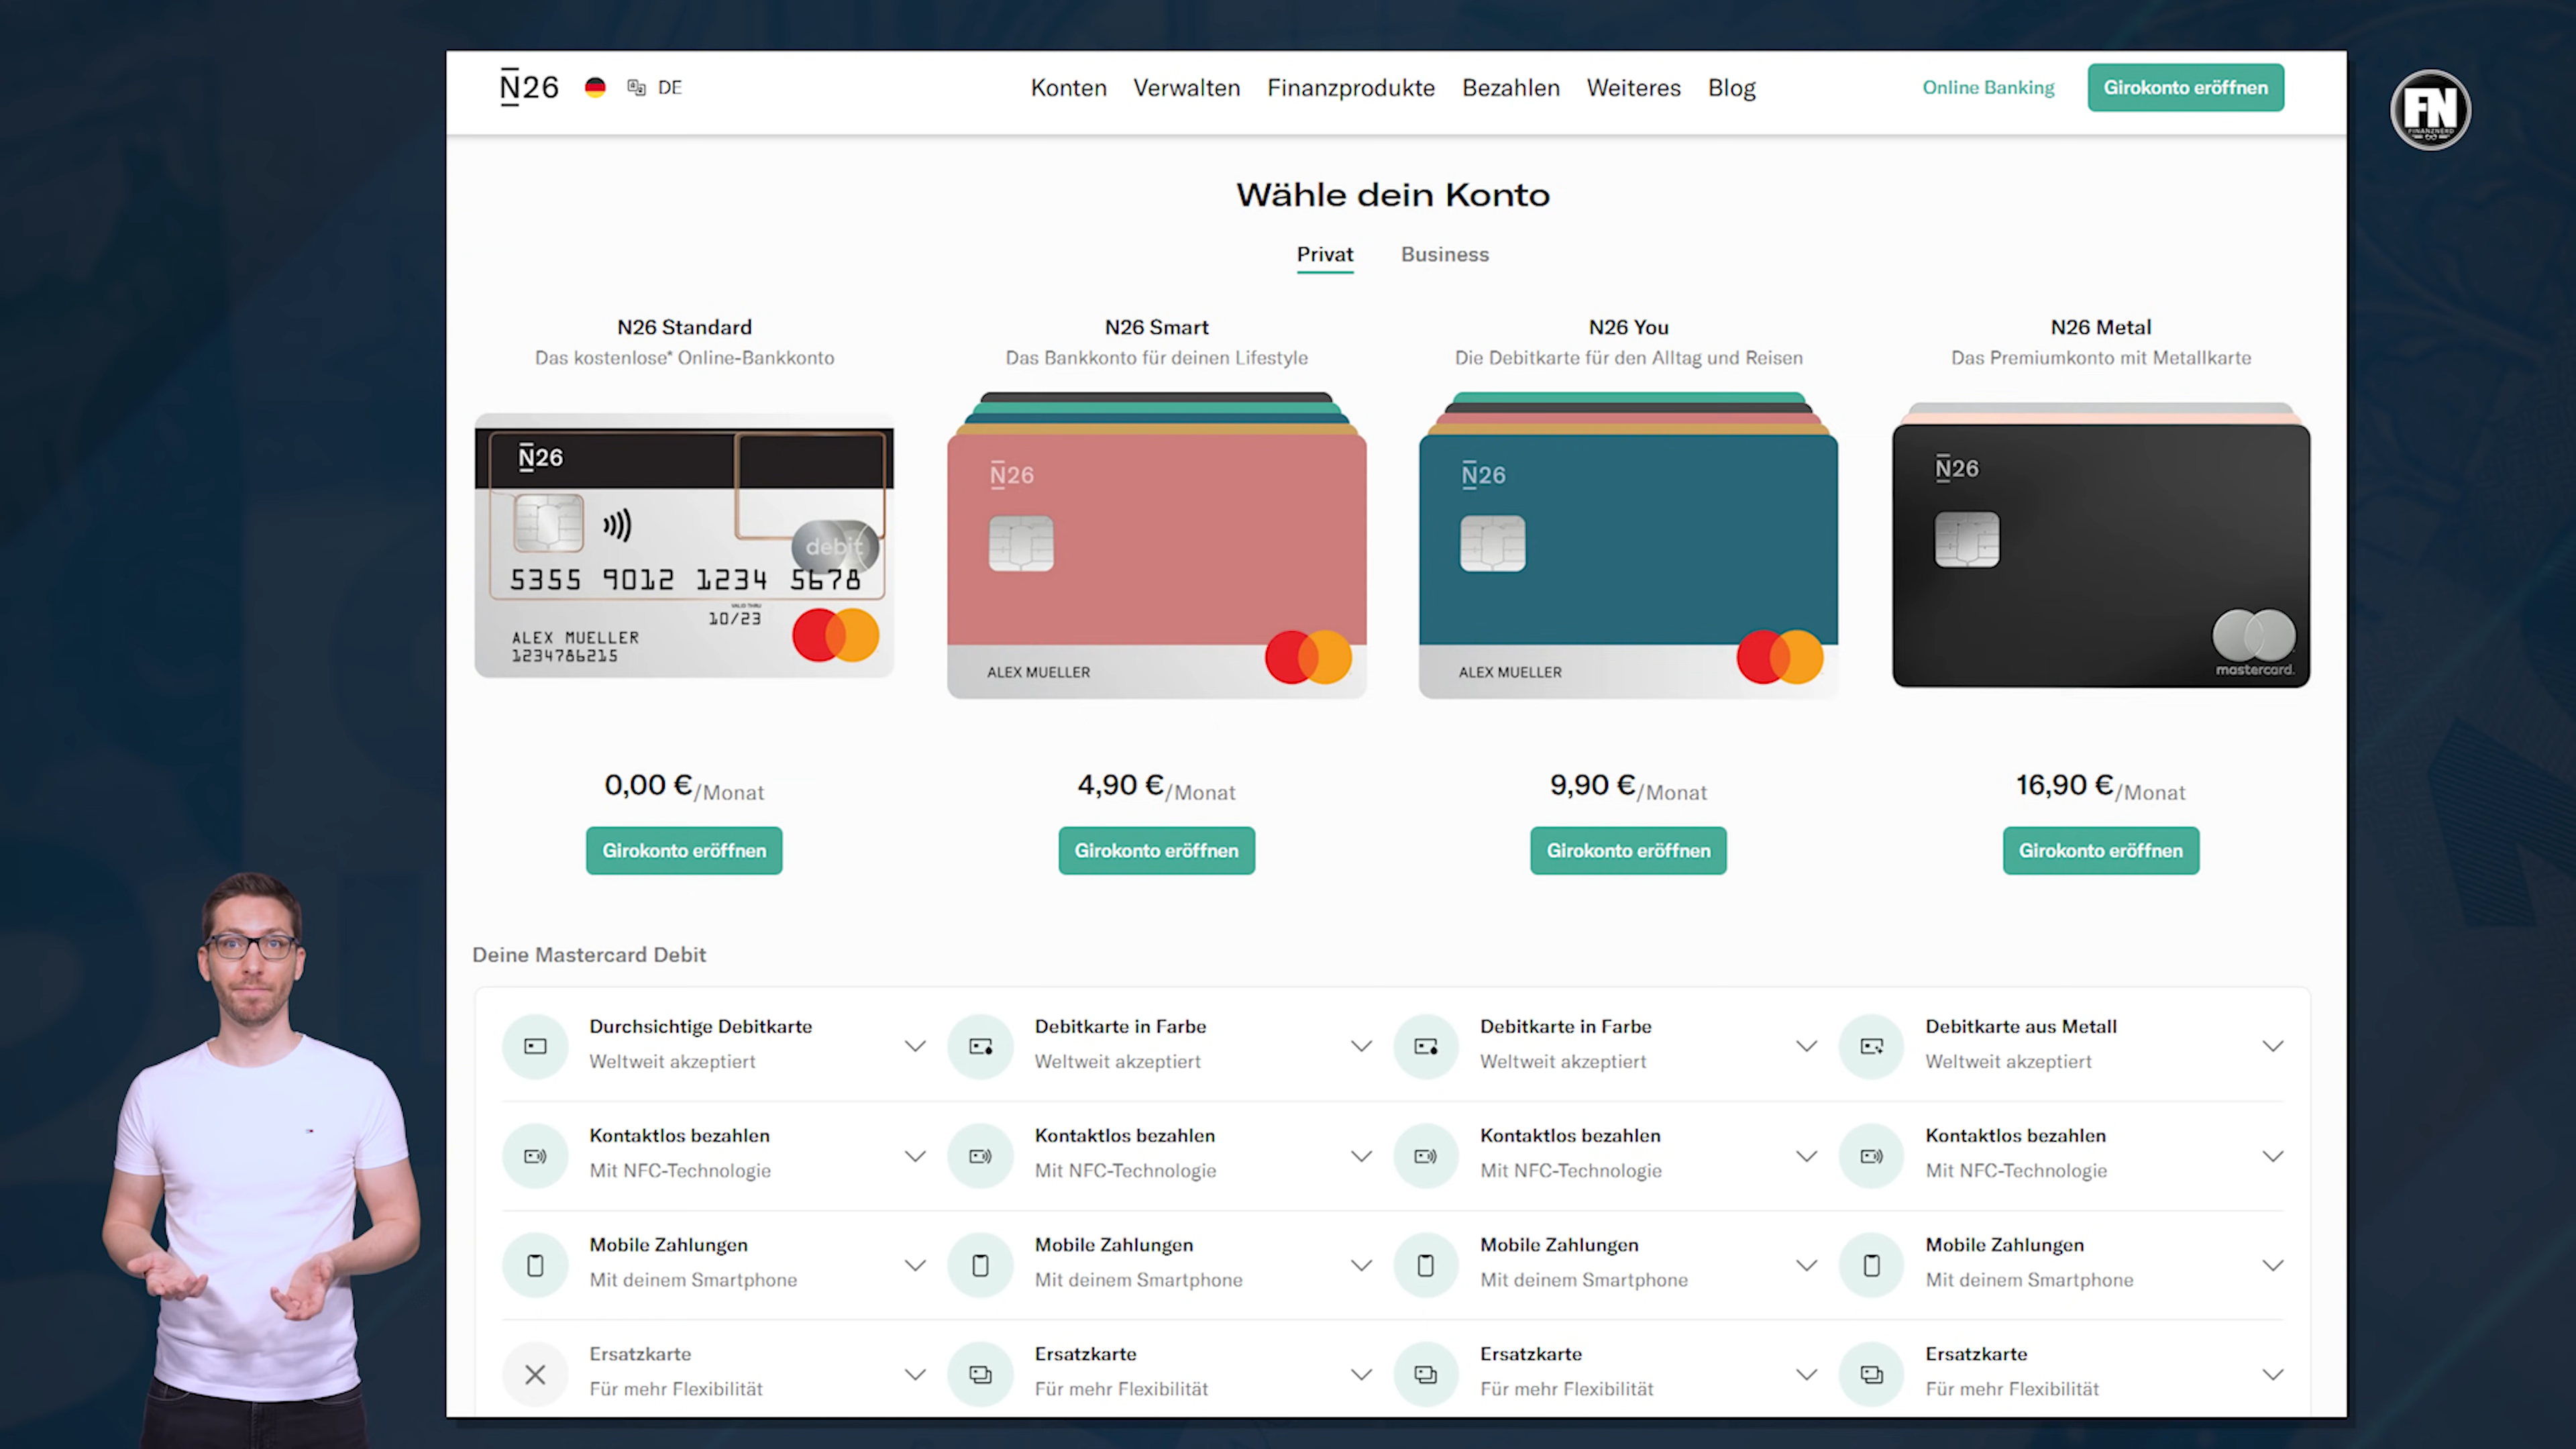 N26 DE Konten Verwalten Finanzprodukte Bezahlen Weiteres Blog Online Banking Girokonto eröffnen
FN
FINANZNERD
Wähle dein Konto
Privat Business
N26 Standard
Das kostenlose* Online-Bankkonto
N26
debit
5355 9012 1234 5678
VALID THRU
10/23
ALEX MUELLER
1234786215
0,00 €/Monat
Girokonto eröffnen
N26 Smart
Das Bankkonto für deinen Lifestyle
N26
ALEX MUELLER
4,90 €/Monat
Girokonto eröffnen
N26 You
Die Debitkarte für den Alltag und Reisen
N26
ALEX MUELLER
9,90 €/Monat
Girokonto eröffnen
N26 Metal
Das Premiumkonto mit Metallkarte
N26
mastercard.
16,90 €/Monat
Girokonto eröffnen
Deine Mastercard Debit
Durchsichtige Debitkarte
Weltweit akzeptiert
Debitkarte in Farbe
Weltweit akzeptiert
Debitkarte in Farbe
Weltweit akzeptiert
Debitkarte aus Metall
Weltweit akzeptiert
Kontaktlos bezahlen
Mit NFC-Technologie
Kontaktlos bezahlen
Mit NFC-Technologie
Kontaktlos bezahlen
Mit NFC-Technologie
Kontaktlos bezahlen
Mit NFC-Technologie
Mobile Zahlungen
Mit deinem Smartphone
Mobile Zahlungen
Mit deinem Smartphone
Mobile Zahlungen
Mit deinem Smartphone
Mobile Zahlungen
Mit deinem Smartphone
Ersatzkarte
Für mehr Flexibilität
Ersatzkarte
Für mehr Flexibilität
Ersatzkarte
Für mehr Flexibilität
Ersatzkarte
Für mehr Flexibilität